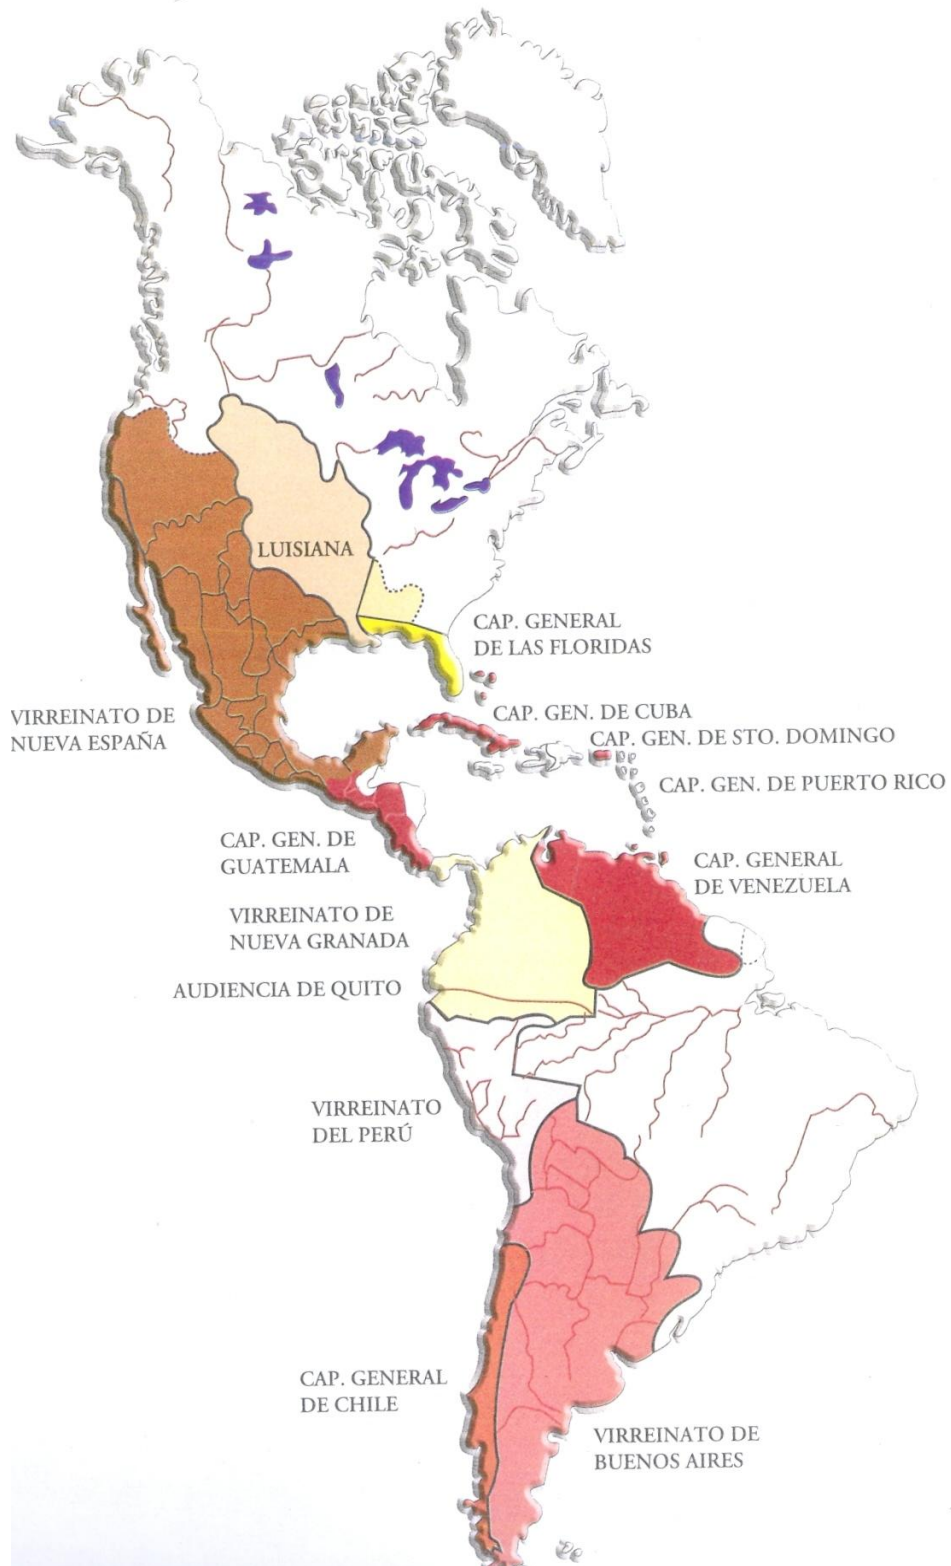 LUISIANA
CAP. GENERAL
DE LAS FLORIDAS
VIRREINATO DE
NUEVA ESPAÑA
CAP. GEN. DE CUBA
CAP. GEN. DE STO. DOMINGO
CAP. GEN. DE PUERTO RICO
CAP. GEN. DE
GUATEMALA
CAP. GENERAL
DE VENEZUELA
VIRREINATO DE
NUEVA GRANADA
AUDIENCIA DE QUITO
VIRREINATO
DEL PERÚ
CAP. GENERAL
DE CHILE
VIRREINATO DE
BUENOS AIRES